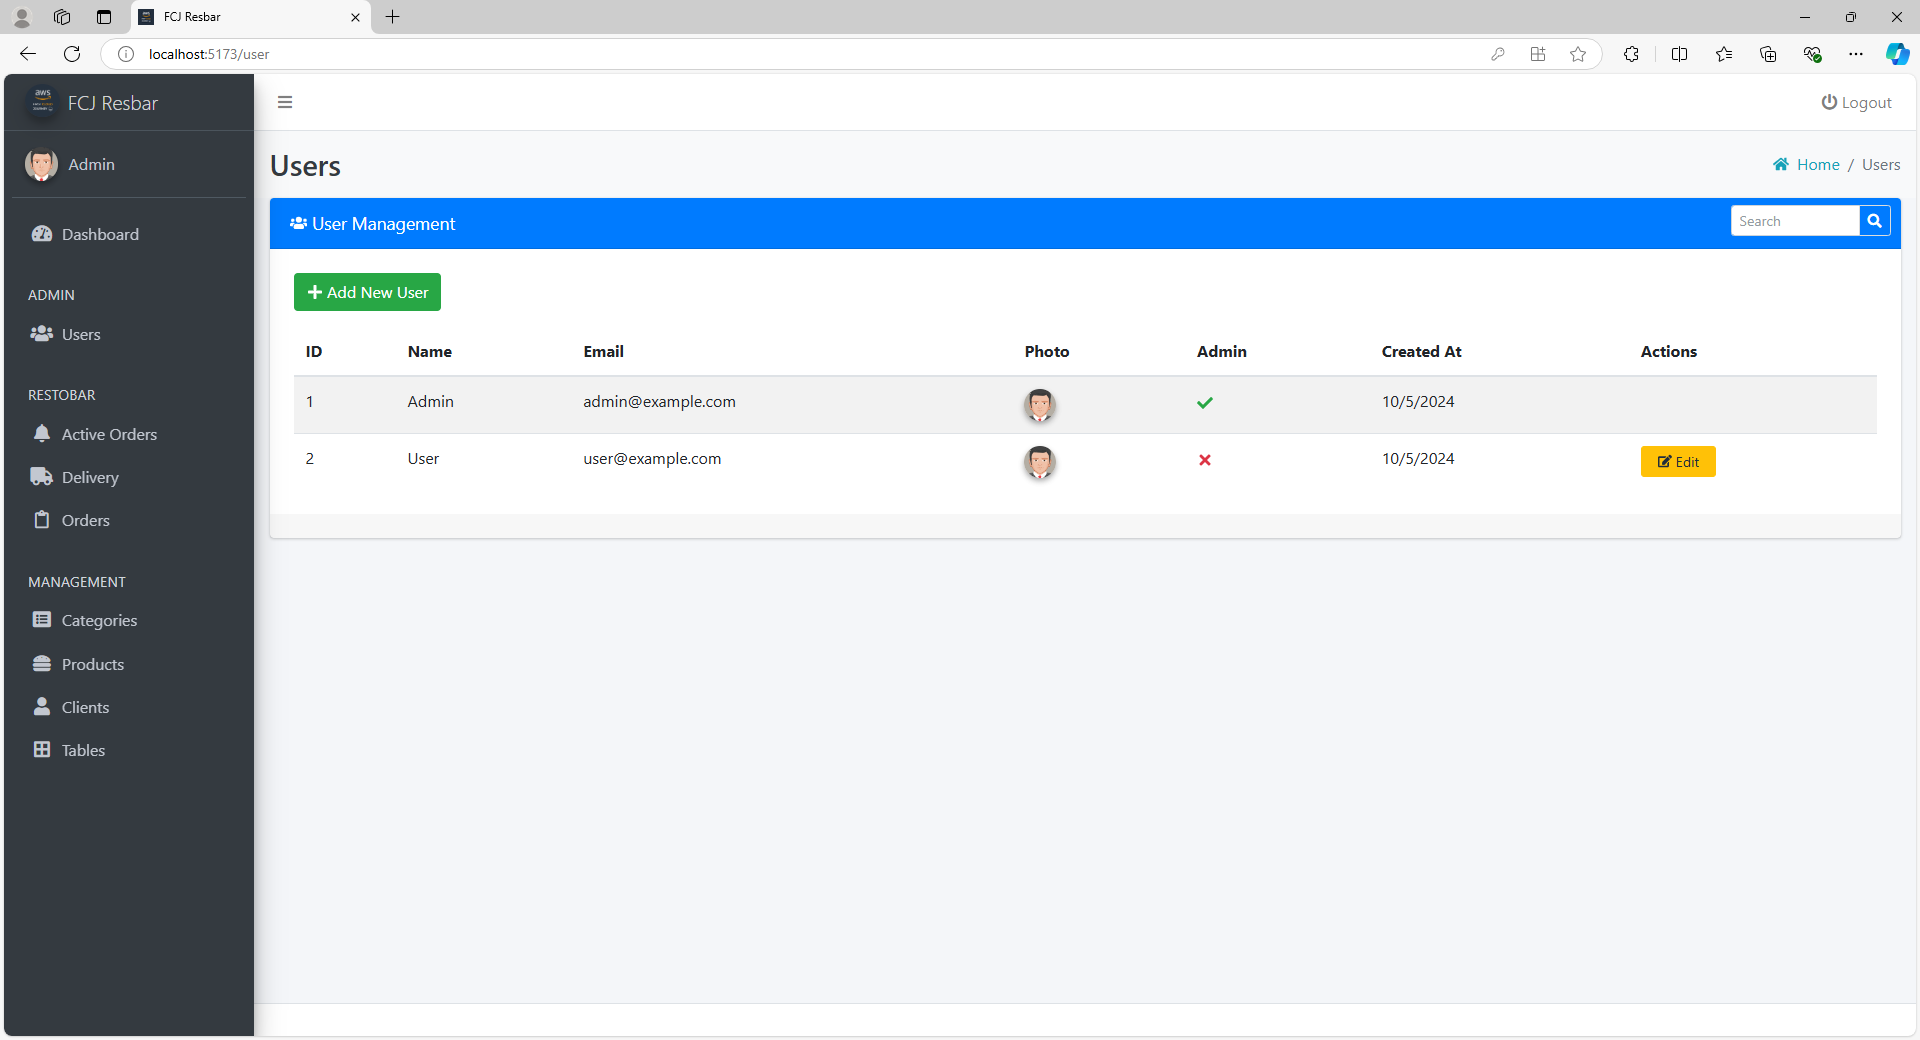 FCJ Resbar
localhost:5173/user
aws
FCJ Resbar
Logout
Admin
Users
Home / Users
User Management
Search
Dashboard
Add New User
ADMIN
Users
ID Name Email Photo Admin Created At Actions
1 Admin admin@example.com 10/5/2024
2 User user@example.com 10/5/2024 Edit
RESTOBAR
Active Orders
Delivery
Orders
MANAGEMENT
Categories
Products
Clients
Tables